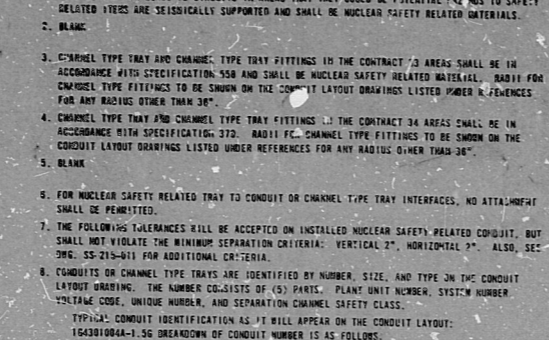 RELATED ITEMS ARE SEISMICALLY SUPPORTED AND SHALL BE NUCLEAR SAFETY RELATED MATERIALS.
2. BLANK
3. CHANNEL TYPE TRAY AND CHANNEL TYPE TRAY FITTINGS IN THE CONTRACT 33 AREAS SHALL BE IN
ACCORDANCE WITH SPECIFICATION 558 AND SHALL BE NUCLEAR SAFETY RELATED MATERIAL. RADII FOR
CHANNEL TYPE FITTINGS TO BE SHOWN ON THE CONDUIT LAYOUT DRAWINGS LISTED UNDER REFERENCES
FOR ANY RADIUS OTHER THAN 36".
4. CHANNEL TYPE TRAY AND CHANNEL TYPE TRAY FITTINGS IN THE CONTRACT 34 AREAS SHALL BE IN
ACCORDANCE WITH SPECIFICATION 373. RADII FOR CHANNEL TYPE FITTINGS TO BE SHOWN ON THE
CONDUIT LAYOUT DRAWINGS LISTED UNDER REFERENCES FOR ANY RADIUS OTHER THAN 36".
5. BLANK
6. FOR NUCLEAR SAFETY RELATED TRAY TO CONDUIT OR CHANNEL TYPE TRAY INTERFACES, NO ATTACHMENT
SHALL BE PERMITTED.
7. THE FOLLOWING TOLERANCES WILL BE ACCEPTED ON INSTALLED NUCLEAR SAFETY RELATED CONDUIT, BUT
SHALL NOT VIOLATE THE MINIMUM SEPARATION CRITERIA: VERTICAL 2", HORIZONTAL 2". ALSO, SEE
DWG. SS-215-011 FOR ADDITIONAL CRITERIA.
8. CONDUITS OR CHANNEL TYPE TRAYS ARE IDENTIFIED BY NUMBER, SIZE, AND TYPE ON THE CONDUIT
LAYOUT DRAWING. THE NUMBER CONSISTS OF (5) PARTS. PLANT UNIT NUMBER, SYSTEM NUMBER
VOLTAGE CODE, UNIQUE NUMBER, AND SEPARATION CHANNEL SAFETY CLASS.
TYPICAL CONDUIT IDENTIFICATION AS IT WILL APPEAR ON THE CONDUIT LAYOUT:
164301004A-1.5G BREAKDOWN OF CONDUIT NUMBER IS AS FOLLOWS.